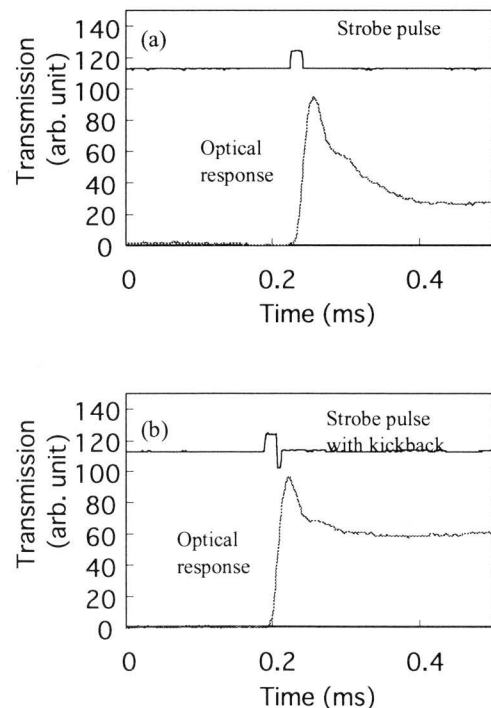 (a)
Strobe pulse
Optical
response
Transmission
(arb. unit)
140
120
100
80
60
40
20
0
0
0.2
0.4
Time (ms)
(b)
Strobe pulse
with kickback
Optical
response
Transmission
(arb. unit)
140
120
100
80
60
40
20
0
0
0.2
0.4
Time (ms)